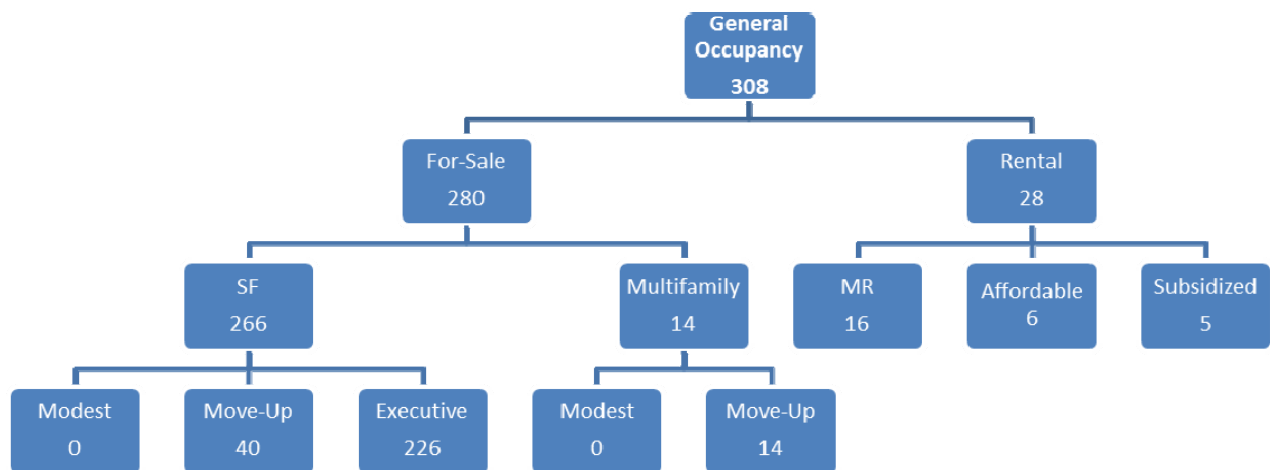 General
Occupancy
308
For-Sale
280
Rental
28
SF
266
Multifamily
14
MR
16
Affordable
6
Subsidized
5
Modest
0
Move-Up
40
Executive
226
Modest
0
Move-Up
14